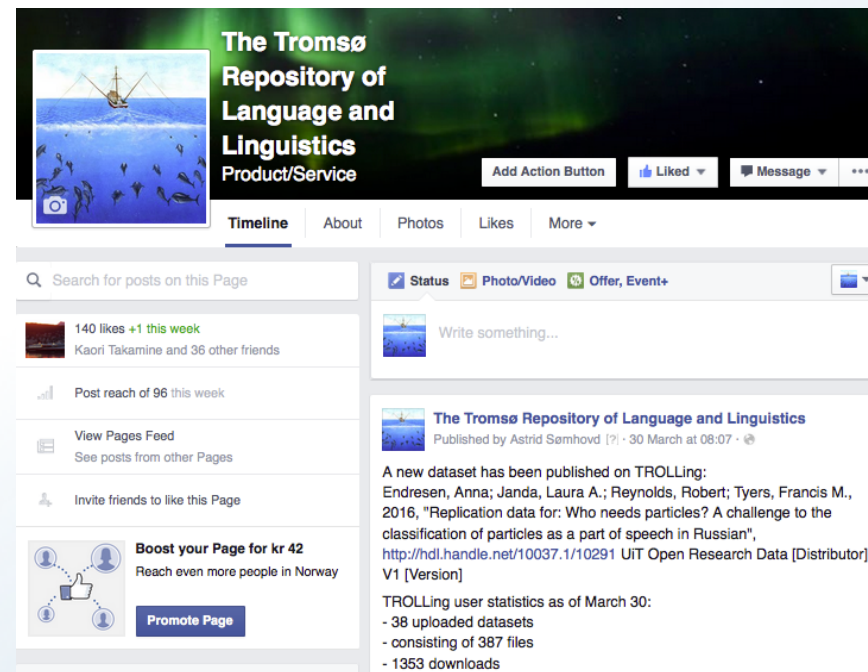 The Tromsø
Repository of
Language and
Linguistics
Product/Service
Add Action Button
Liked
Message
Timeline
About
Photos
Likes
More
Search for posts on this Page
140 likes +1 this week
Kaori Takamine and 36 other friends
Post reach of 96 this week
View Pages Feed
See posts from other Pages
Invite friends to like this Page
Boost your Page for kr 42
Reach even more people in Norway
Promote Page
Status
Photo/Video
Offer, Event+
Write something...
The Tromsø Repository of Language and Linguistics
Published by Astrid Sømhovd [?] · 30 March at 08:07 ·
A new dataset has been published on TROLLing:
Endresen, Anna; Janda, Laura A.; Reynolds, Robert; Tyers, Francis M.,
2016, "Replication data for: Who needs particles? A challenge to the
classification of particles as a part of speech in Russian",
http://hdl.handle.net/10037.1/10291 UiT Open Research Data [Distributor]
V1 [Version]
TROLLing user statistics as of March 30:
- 38 uploaded datasets
- consisting of 387 files
- 1353 downloads